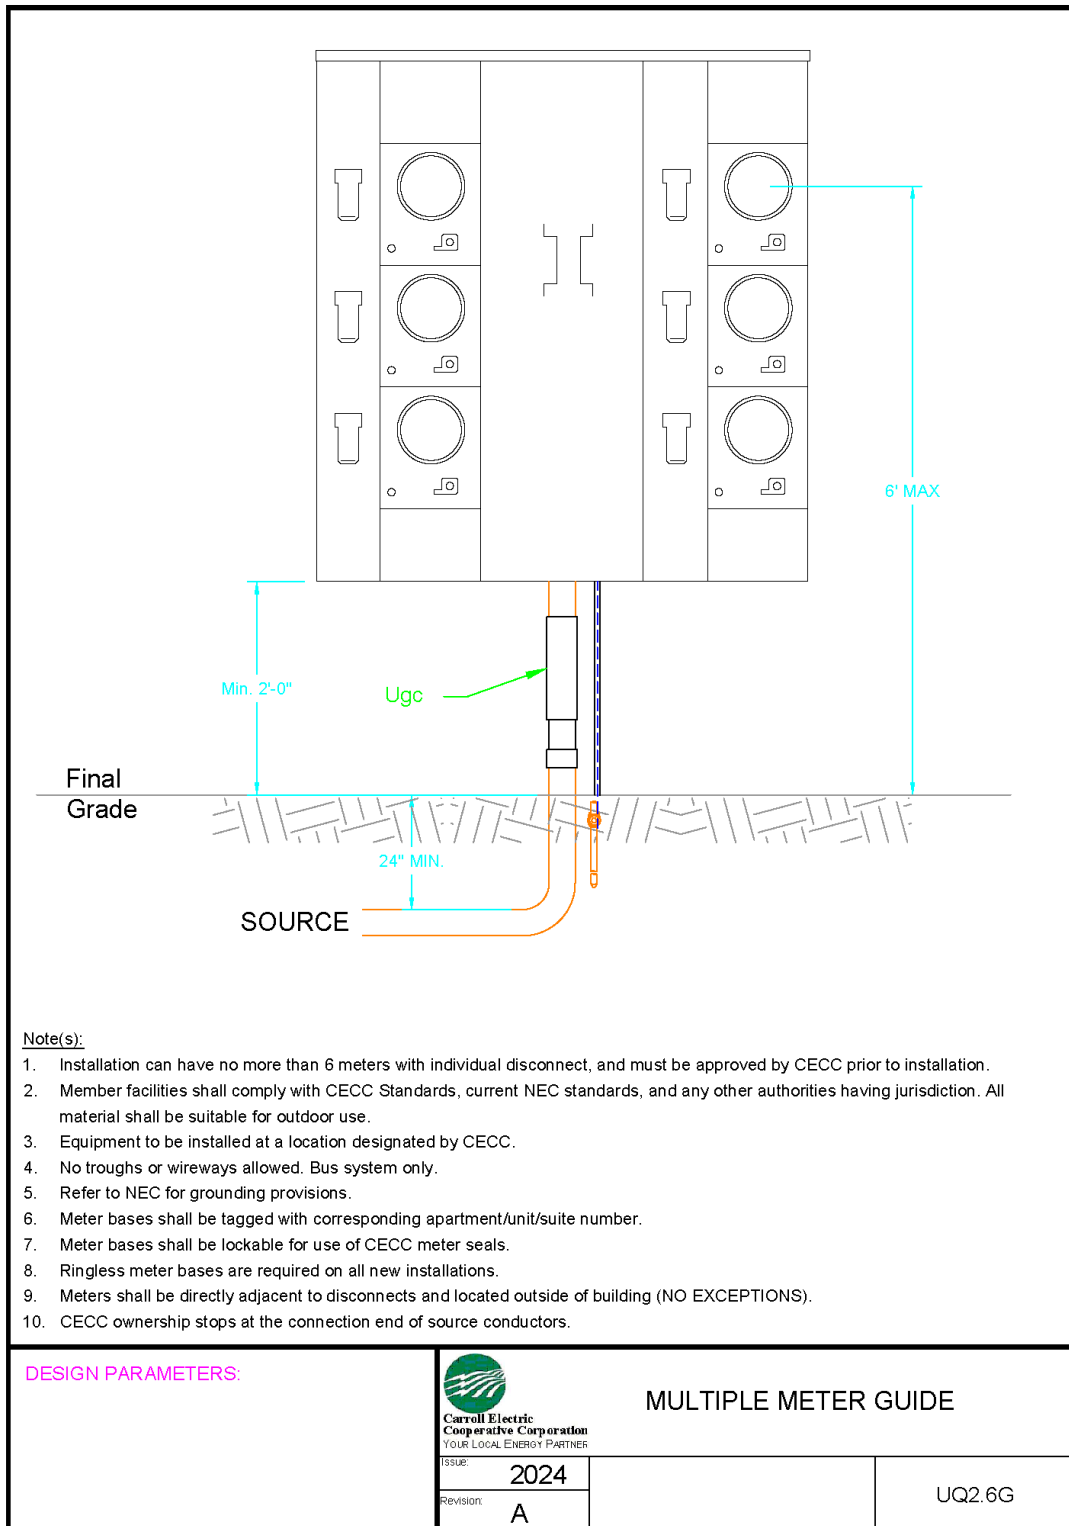 6' MAX
Min. 2'-0"
Ugc
Final
Grade
24" MIN.
SOURCE
Note(s):
1. Installation can have no more than 6 meters with individual disconnect, and must be approved by CECC prior to installation.
2. Member facilities shall comply with CECC Standards, current NEC standards, and any other authorities having jurisdiction. All
material shall be suitable for outdoor use.
3. Equipment to be installed at a location designated by CECC.
4. No troughs or wireways allowed. Bus system only.
5. Refer to NEC for grounding provisions.
6. Meter bases shall be tagged with corresponding apartment/unit/suite number.
7. Meter bases shall be lockable for use of CECC meter seals.
8. Ringless meter bases are required on all new installations.
9. Meters shall be directly adjacent to disconnects and located outside of building (NO EXCEPTIONS).
10. CECC ownership stops at the connection end of source conductors.
DESIGN PARAMETERS:
Carroll Electric
Cooperative Corporation
YOUR LOCAL ENERGY PARTNER
MULTIPLE METER GUIDE
Issue:
2024
Revision:
A
UQ2.6G